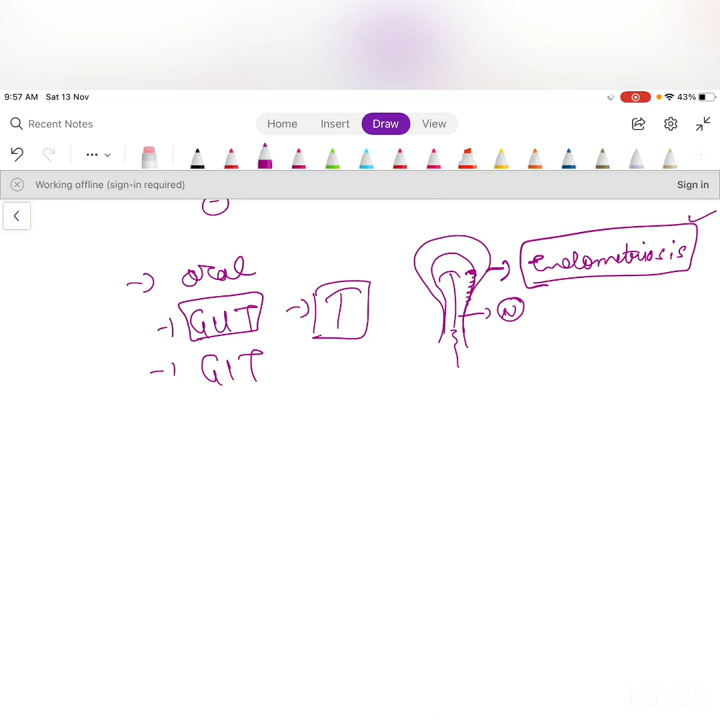 9:57 AM Sat 13 Nov
43%
Recent Notes
Home Insert Draw View
Working offline (sign-in required)
Sign in
-
→ oral
→ GUT → T
→ GIT
→ endometriosis
→ N